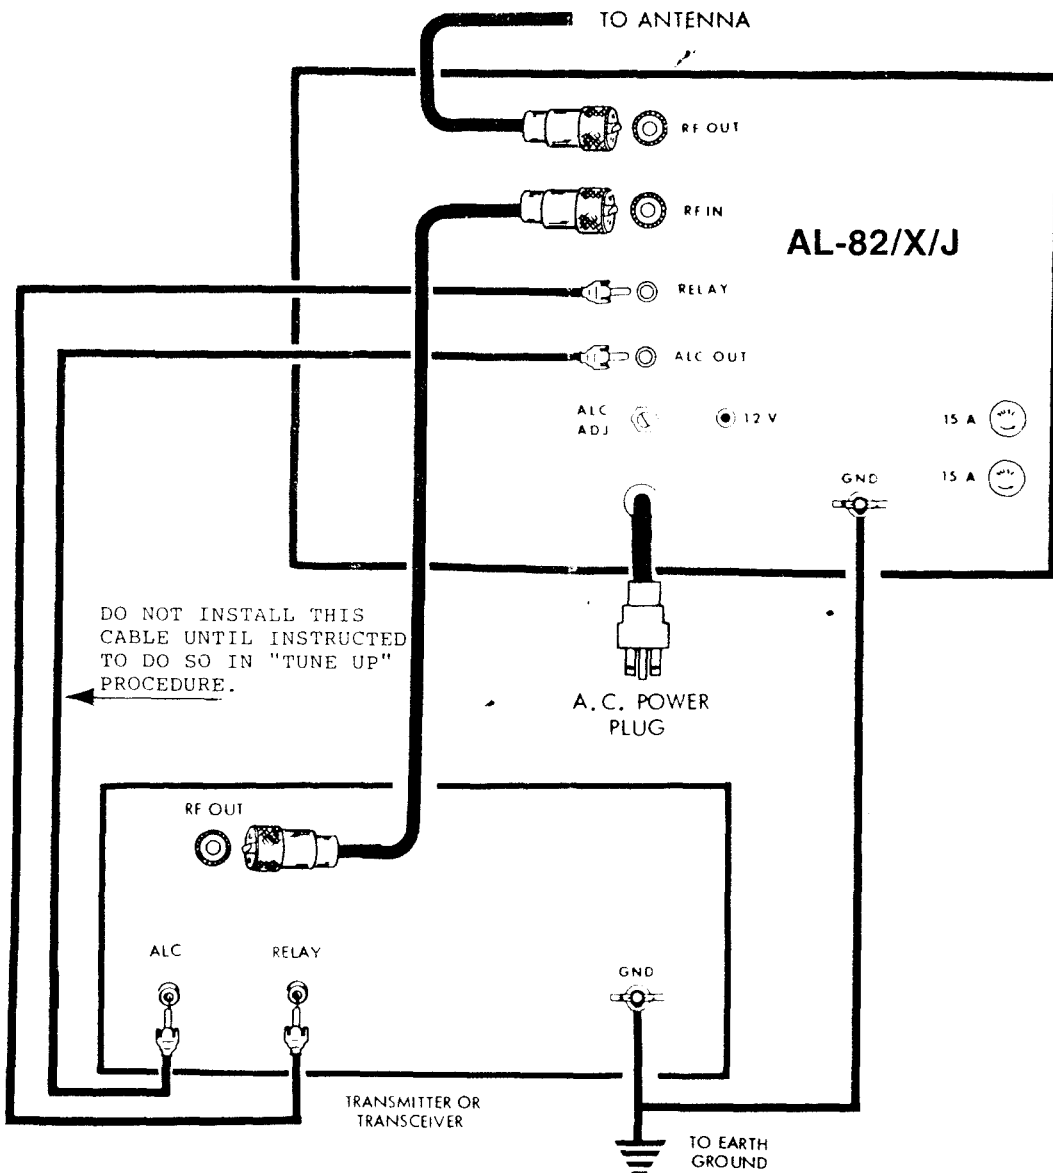 TO ANTENNA
RF OUT
RF IN
AL-82/X/J
RELAY
ALC OUT
ALC
ADJ
12 V
15 A
15 A
GND
DO NOT INSTALL THIS
CABLE UNTIL INSTRUCTED
TO DO SO IN "TUNE UP"
PROCEDURE.
A.C. POWER
PLUG
RF OUT
ALC
RELAY
GND
TRANSMITTER OR
TRANSCEIVER
TO EARTH
GROUND